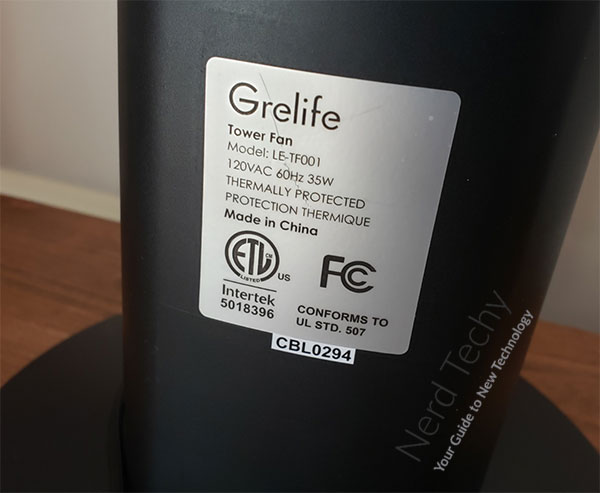 Grelife
Tower Fan
Model: LE-TF001
120VAC 60Hz 35W
THERMALLY PROTECTED
PROTECTION THERMIQUE
Made in China
ETL CM
LISTED US
FC
Intertek
5018396
CONFORMS TO
UL STD. 507
CBL0294
Nerd Techy
Your Guide to New Technology